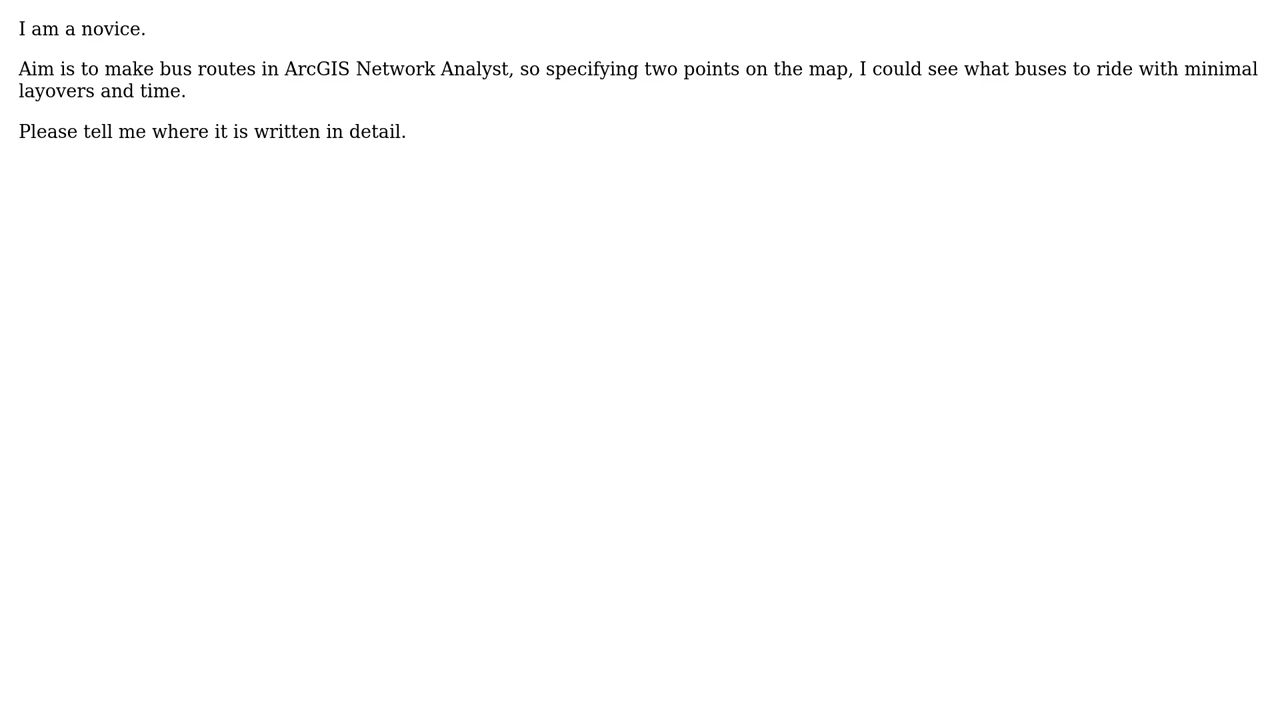 I am a novice.
Aim is to make bus routes in ArcGIS Network Analyst, so specifying two points on the map, I could see what buses to ride with minimal
layovers and time.
Please tell me where it is written in detail.